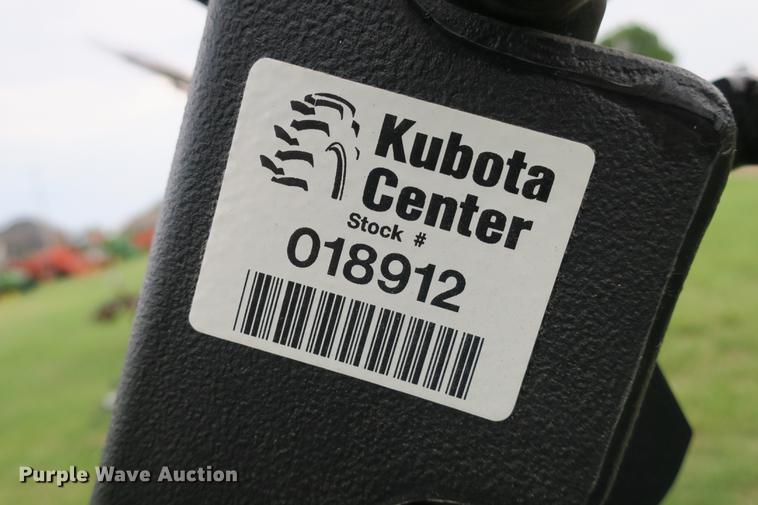 Kubota
Center
Stock #
018912
Purple Wave Auction